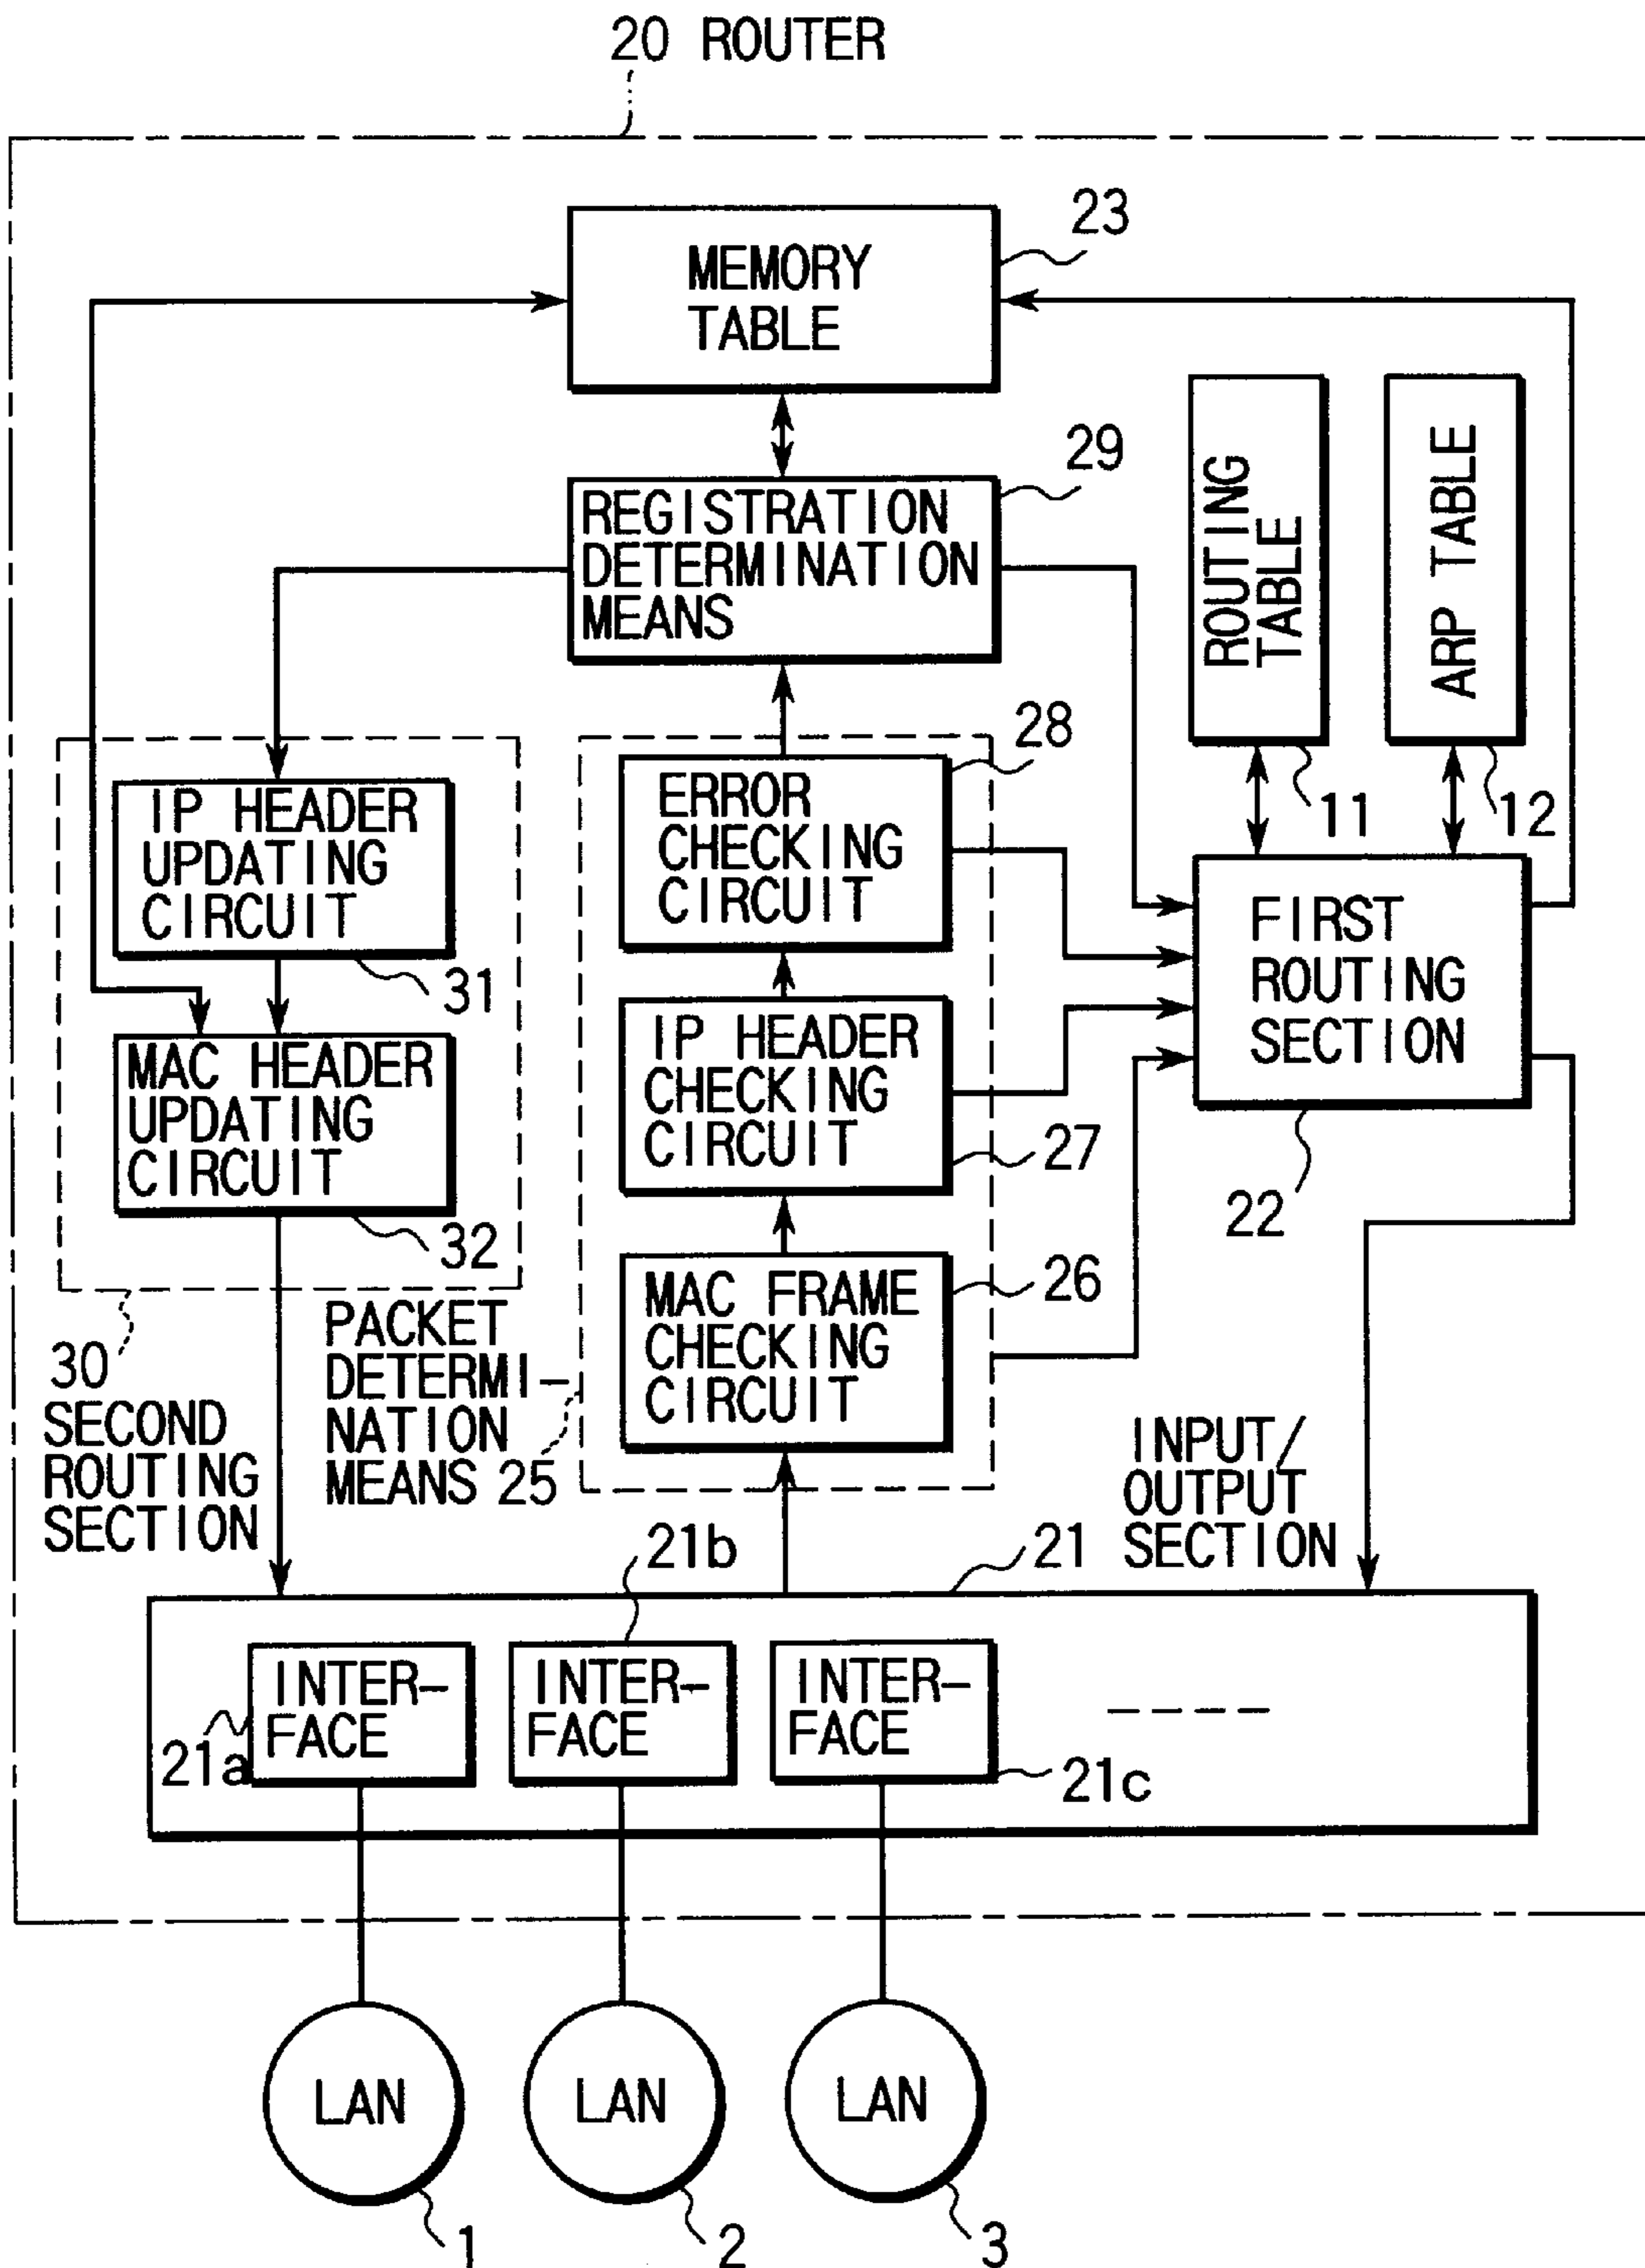 20 ROUTER
23
MEMORY
TABLE
29
REGISTRATION
DETERMINATION
MEANS
ROUTING
TABLE
ARP TABLE
11
12
28
ERROR
CHECKING
CIRCUIT
IP HEADER
UPDATING
CIRCUIT
31
FIRST
ROUTING
SECTION
22
IP HEADER
CHECKING
CIRCUIT
27
MAC HEADER
UPDATING
CIRCUIT
32
MAC FRAME
CHECKING
CIRCUIT
26
30
SECOND
ROUTING
SECTION
PACKET
DETERMI-
NATION
MEANS 25
INPUT/
OUTPUT
21 SECTION
21b
INTER-
FACE
21a
INTER-
FACE
INTER-
FACE
21c
LAN
LAN
LAN
1
2
3